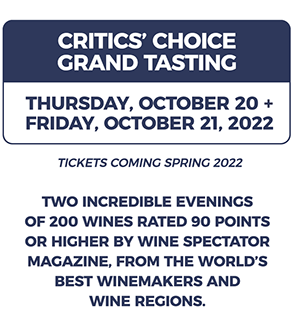 CRITICS' CHOICE
GRAND TASTING
THURSDAY, OCTOBER 20 +
FRIDAY, OCTOBER 21, 2022
TICKETS COMING SPRING 2022
TWO INCREDIBLE EVENINGS
OF 200 WINES RATED 90 POINTS
OR HIGHER BY WINE SPECTATOR
MAGAZINE, FROM THE WORLD'S
BEST WINEMAKERS AND
WINE REGIONS.